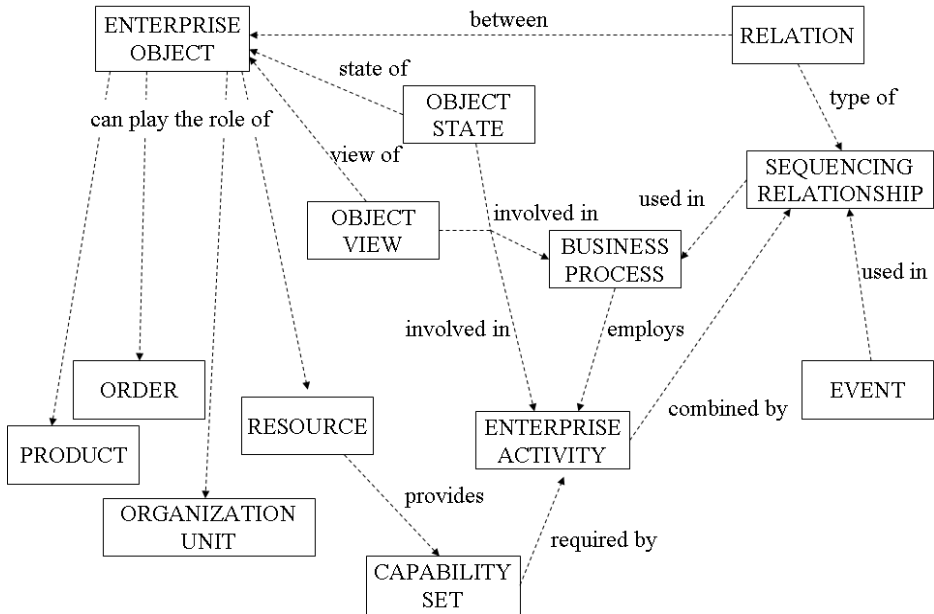 between
ENTERPRISE
OBJECT
RELATION
state of
OBJECT
STATE
can play the role of
type of
view of
SEQUENCING
RELATIONSHIP
OBJECT
VIEW
involved in
used in
BUSINESS
PROCESS
used in
involved in
employs
ORDER
EVENT
RESOURCE
combined by
PRODUCT
ENTERPRISE
ACTIVITY
provides
ORGANIZATION
UNIT
required by
CAPABILITY
SET